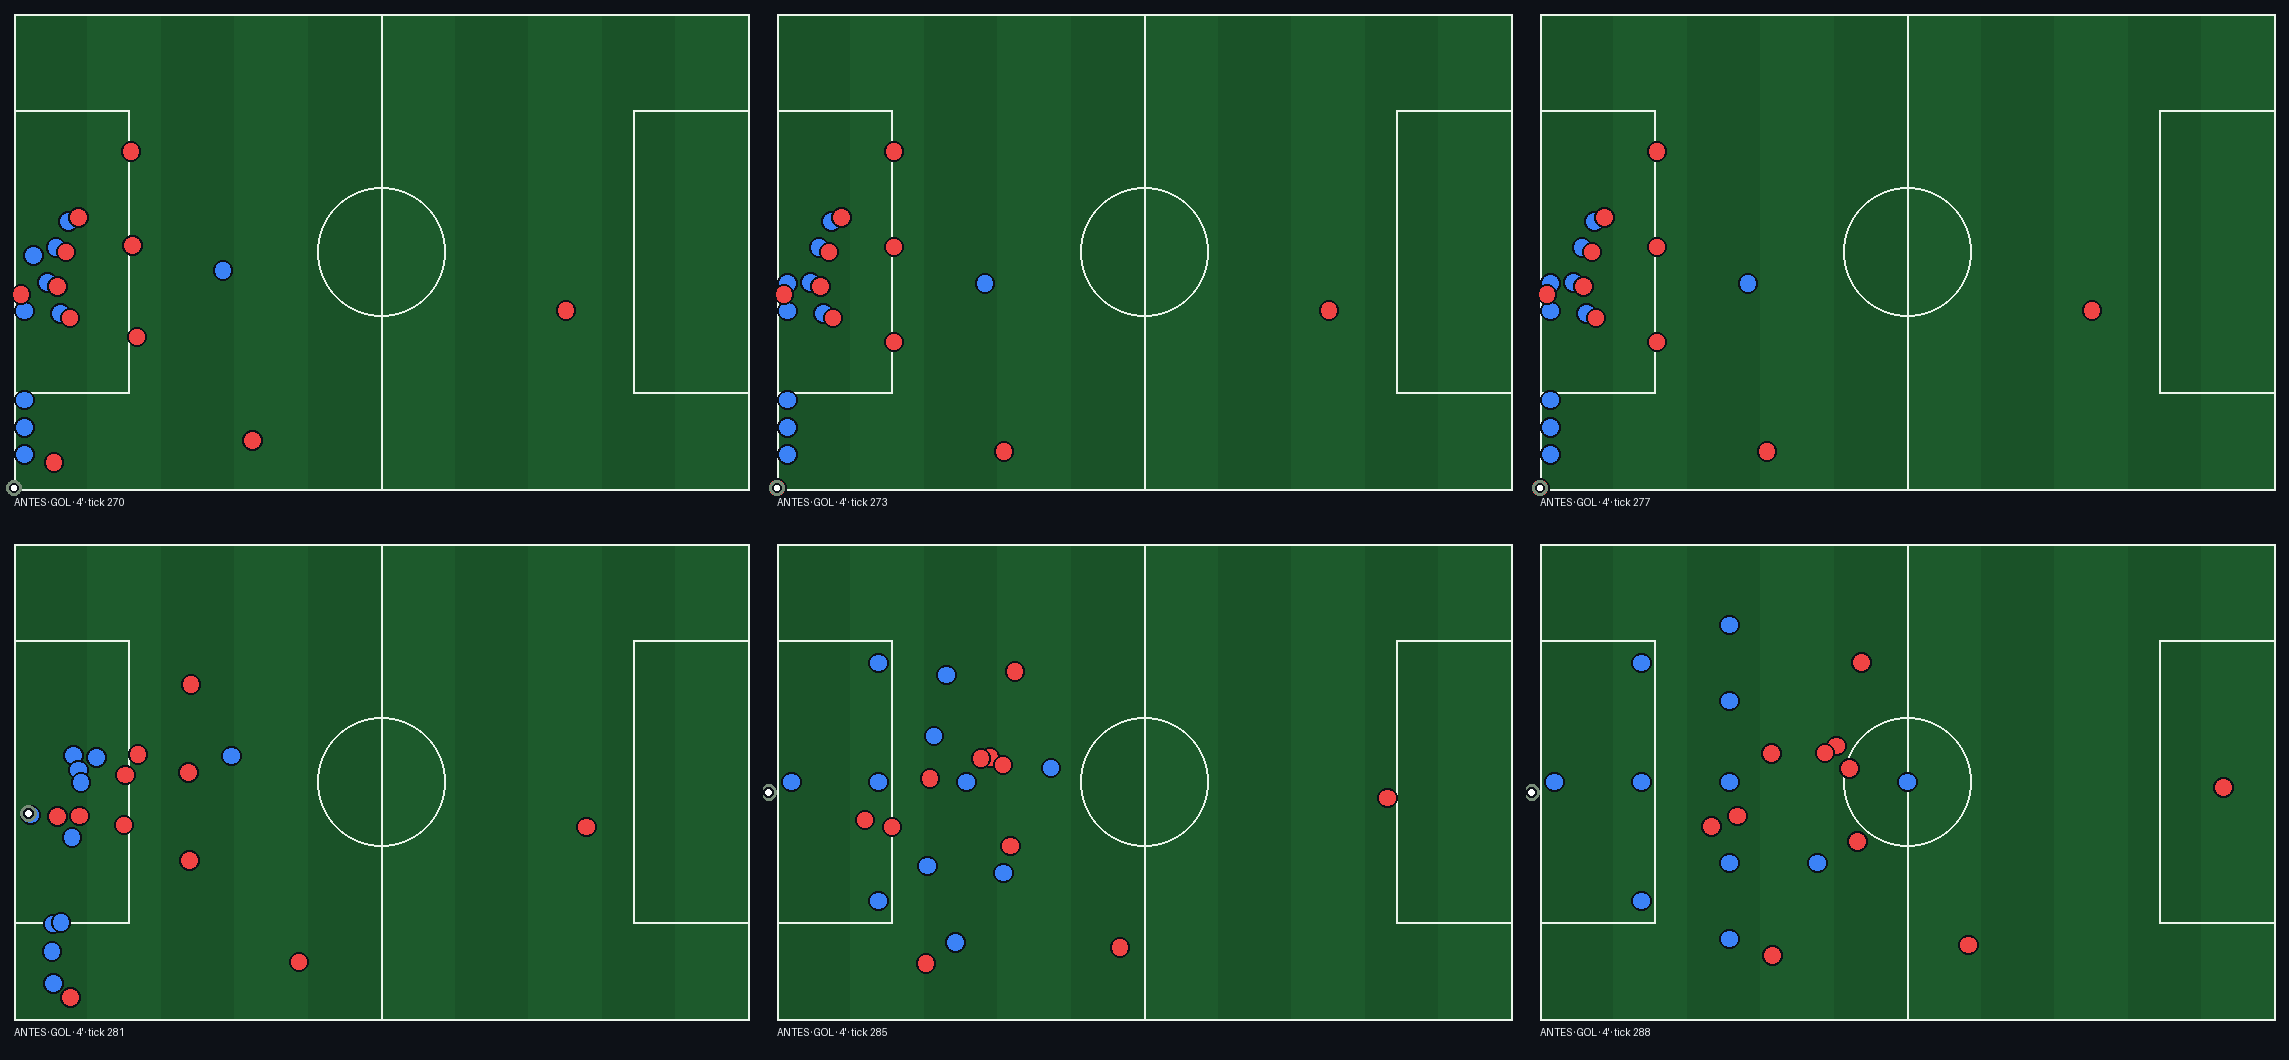 ANTES·GOL · 4'· tick 270
ANTES·GOL · 4'· tick 273
ANTES·GOL · 4'· tick 277
ANTES·GOL · 4'· tick 281
ANTES·GOL · 4'· tick 285
ANTES·GOL · 4'· tick 288